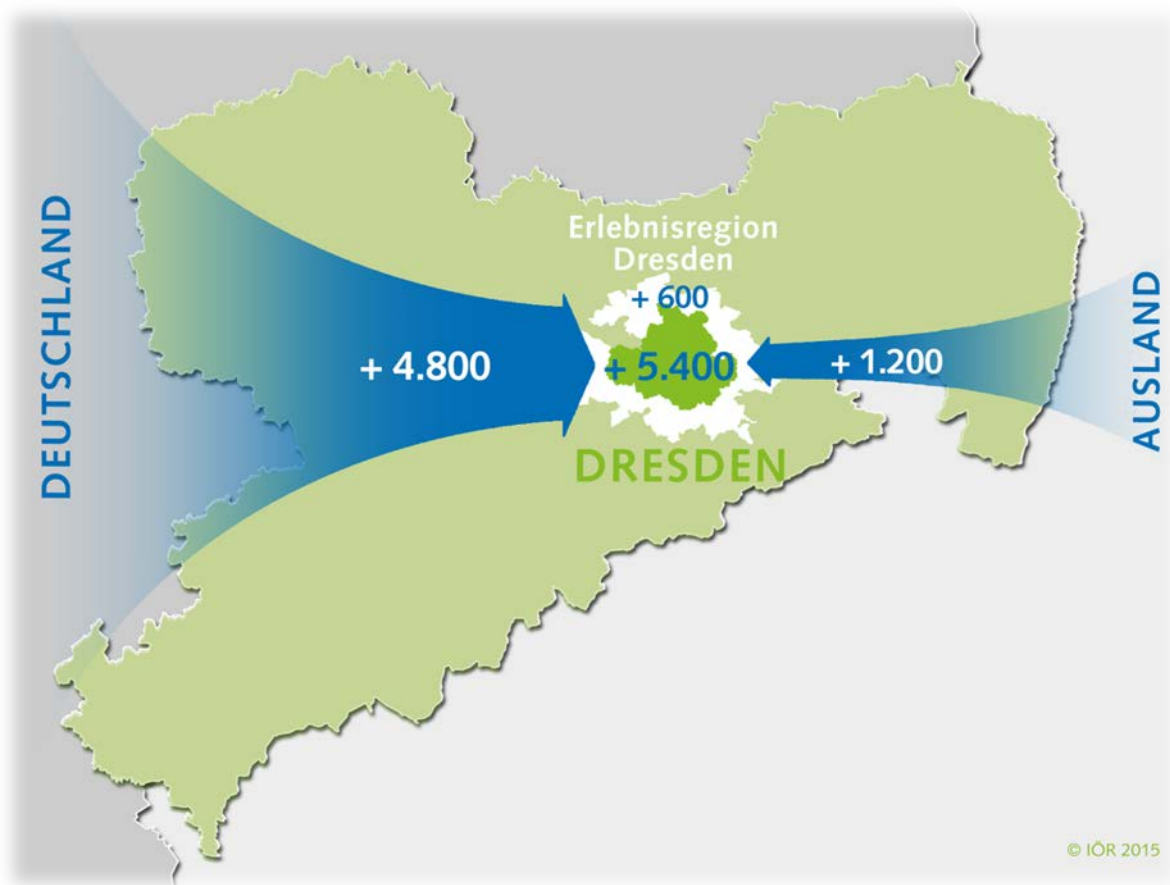 DEUTSCHLAND
Erlebnisregion
Dresden
+ 600
+ 4.800
+ 5.400
+ 1.200
AUSLAND
DRESDEN
© IÖR 2015